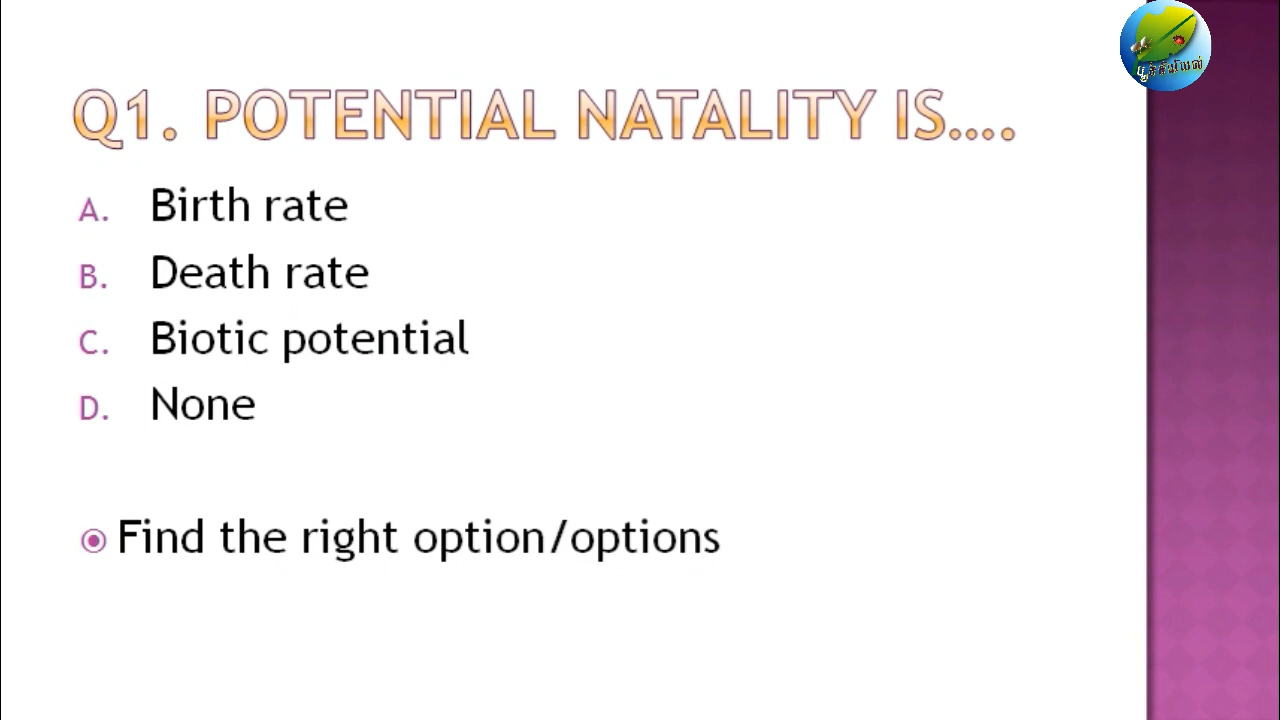 Q1. POTENTIAL NATALITY IS....
A. Birth rate
B. Death rate
C. Biotic potential
D. None
Find the right option/options